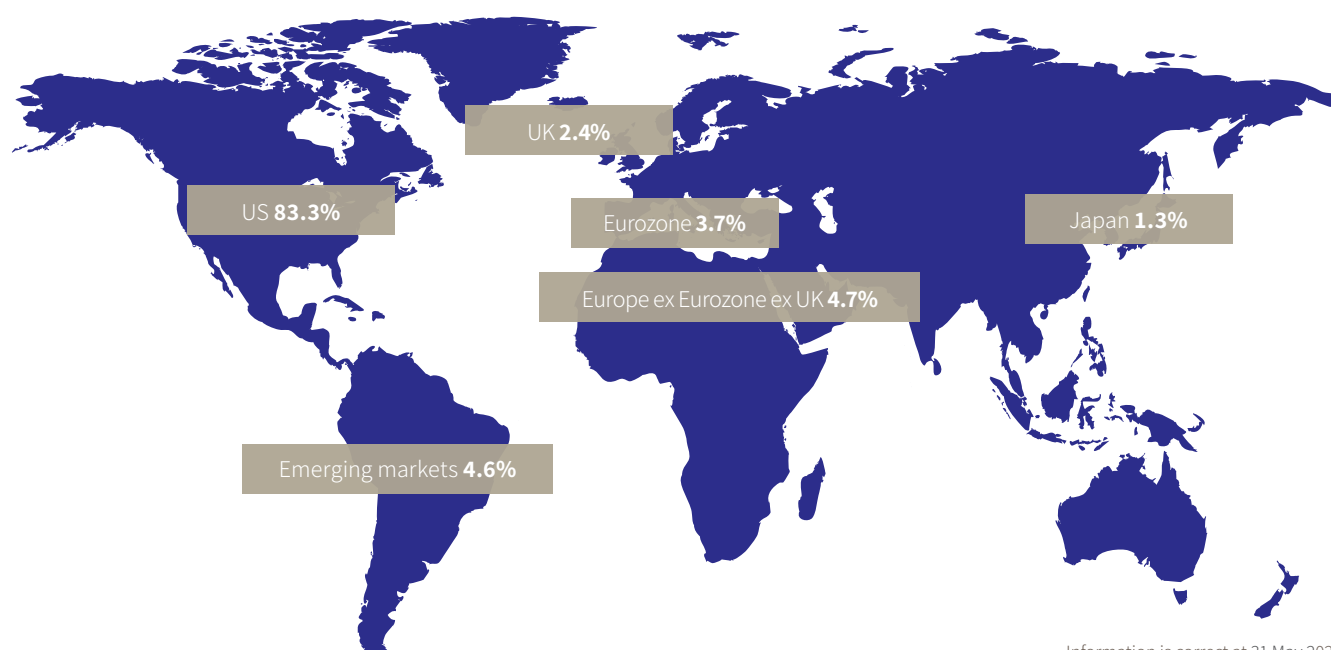 UK 2.4%
US 83.3%
Eurozone 3.7%
Japan 1.3%
Europe ex Eurozone ex UK 4.7%
Emerging markets 4.6%
Information is correct at 31 May